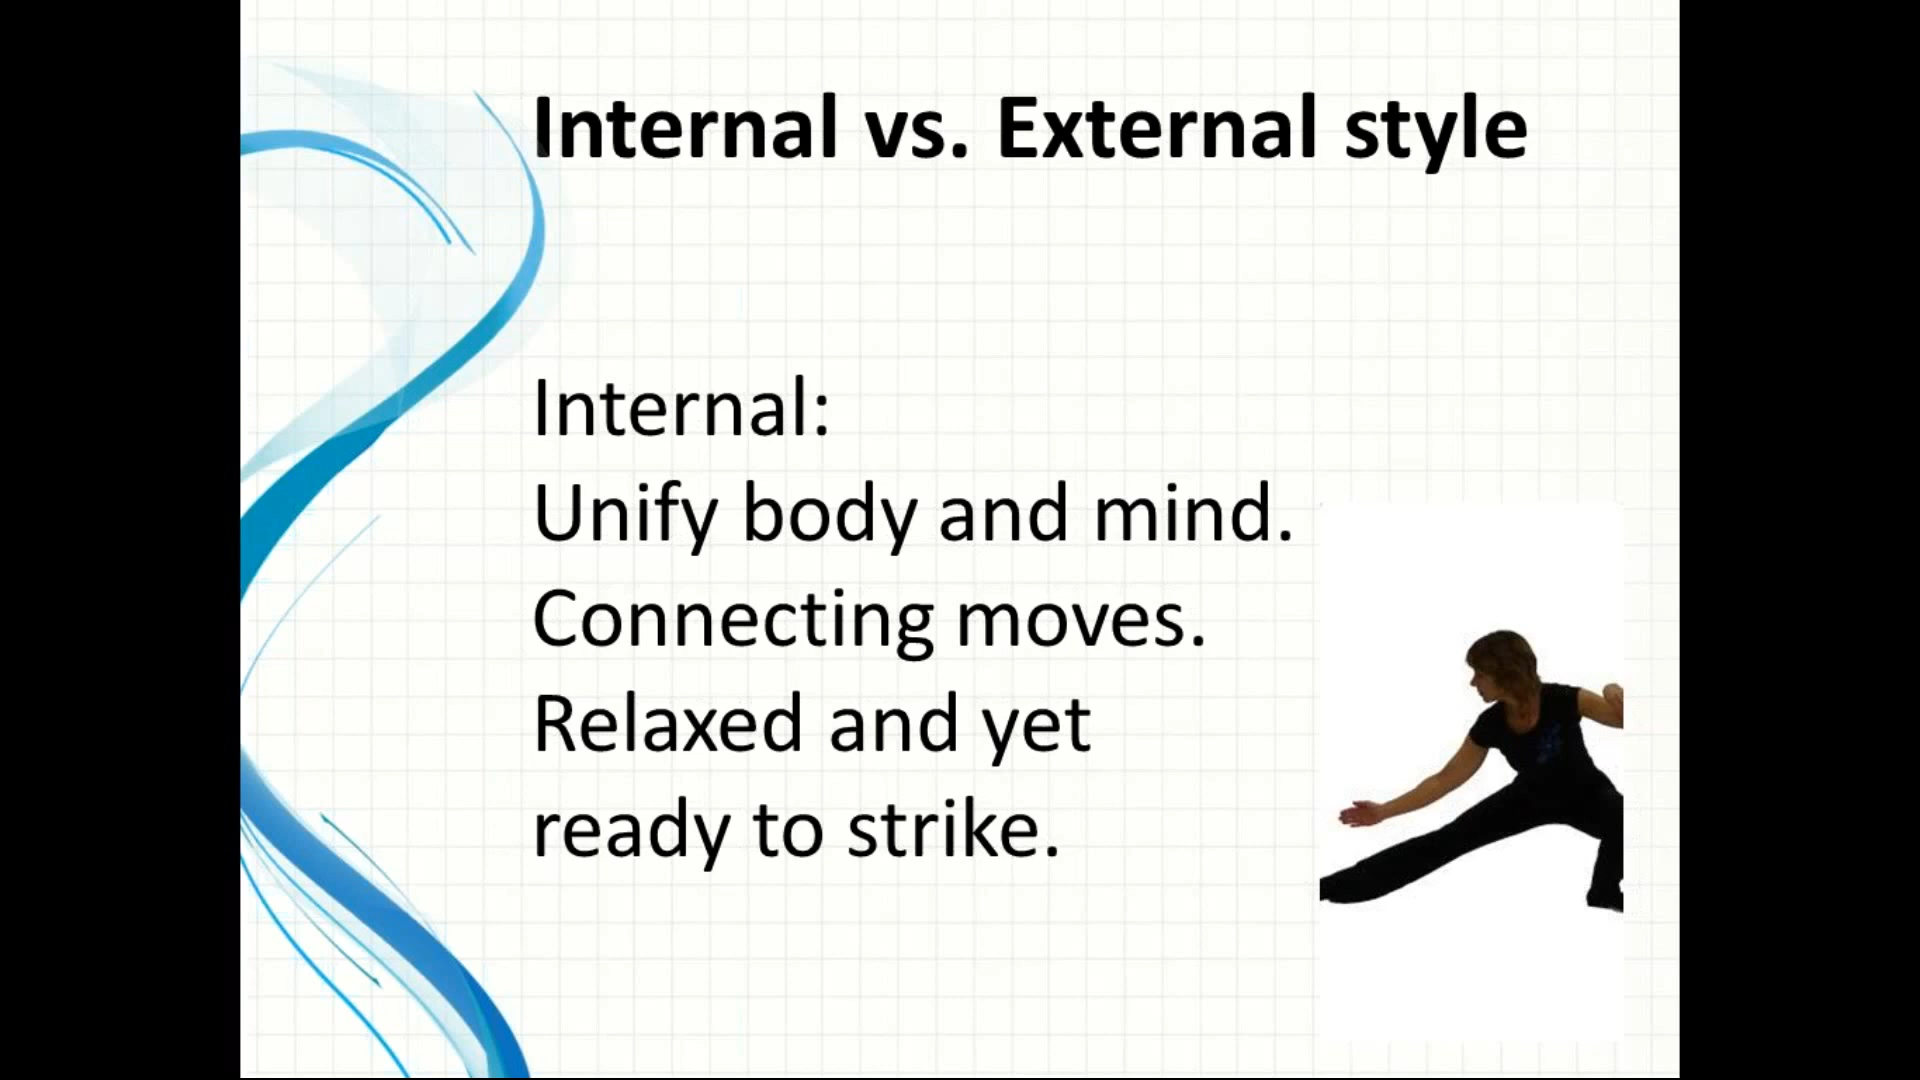 Internal vs. External style
Internal:
Unify body and mind.
Connecting moves.
Relaxed and yet
ready to strike.